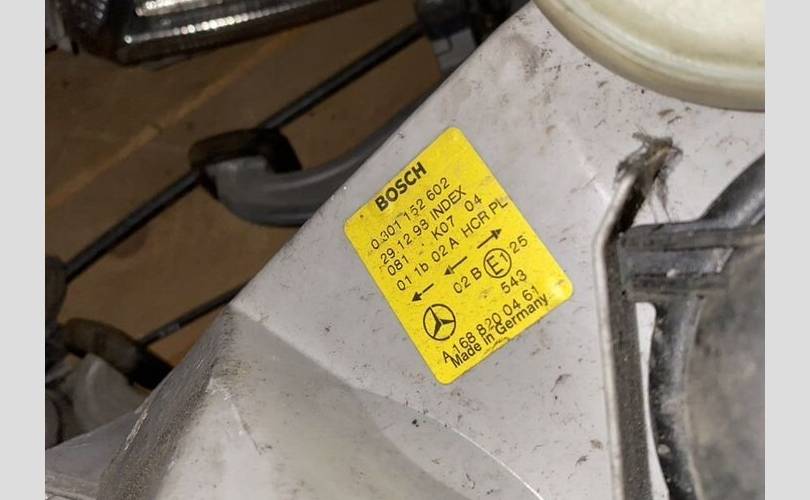 BOSCH
0 301 152 602
29.12.98 INDEX
081 K07 04
01 1b 02 A HCR PL
02 B E1 25
543
A 168 820 04 61
Made in Germany